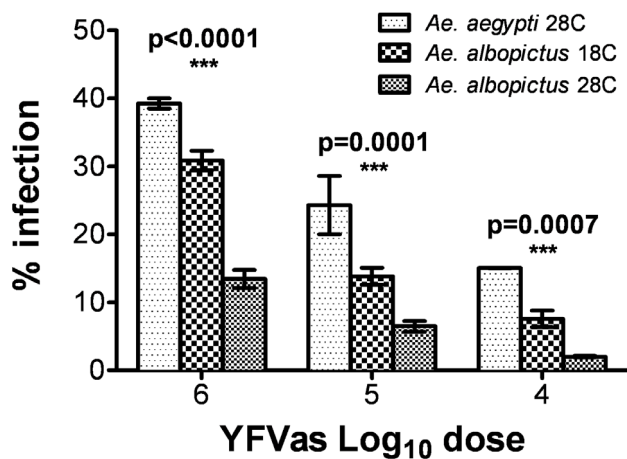 Ae. aegypti 28C
Ae. albopictus 18C
Ae. albopictus 28C
p<0.0001
***
p=0.0001
***
p=0.0007
***
% infection
50
40
30
20
10
0
6
5
4
YFVas Log₁₀ dose